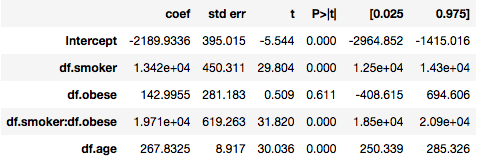 coef std err t P>|t| [0.025 0.975]
Intercept -2189.9336 395.015 -5.544 0.000 -2964.852 -1415.016
df.smoker 1.342e+04 450.311 29.804 0.000 1.25e+04 1.43e+04
df.obese 142.9955 281.183 0.509 0.611 -408.615 694.606
df.smoker:df.obese 1.971e+04 619.263 31.820 0.000 1.85e+04 2.09e+04
df.age 267.8325 8.917 30.036 0.000 250.339 285.326